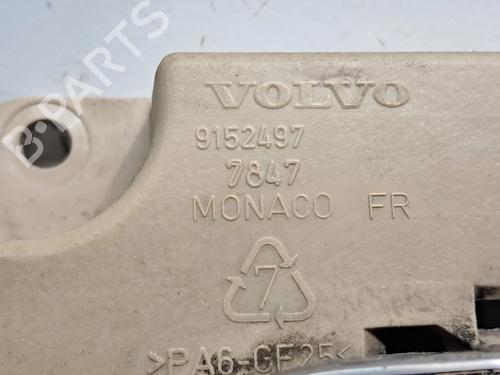 VOLVO
9152497
7847
MONACO FR
7
>PA6-GF25<
B-PARTS